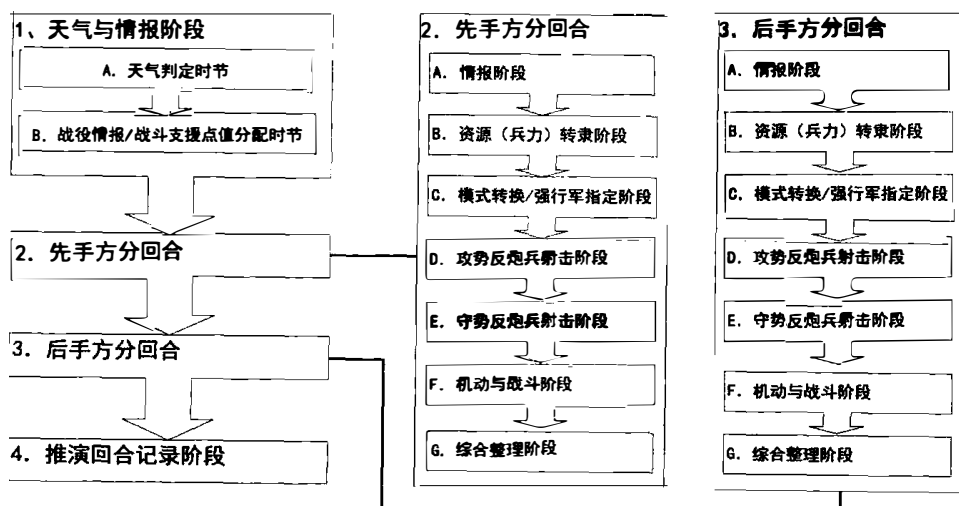 1、天气与情报阶段
A. 天气判定时节
B. 战役情报/战斗支援点值分配时节
2. 先手方分回合
3. 后手方分回合
4. 推演回合记录阶段
2. 先手方分回合
A. 情报阶段
B. 资源（兵力）转隶阶段
C. 模式转换/强行军指定阶段
D. 攻势反炮兵射击阶段
E. 守势反炮兵射击阶段
F. 机动与战斗阶段
G. 综合整理阶段
3. 后手方分回合
A. 情报阶段
B. 资源（兵力）转隶阶段
C. 模式转换/强行军指定阶段
D. 攻势反炮兵射击阶段
E. 守势反炮兵射击阶段
F. 机动与战斗阶段
G. 综合整理阶段